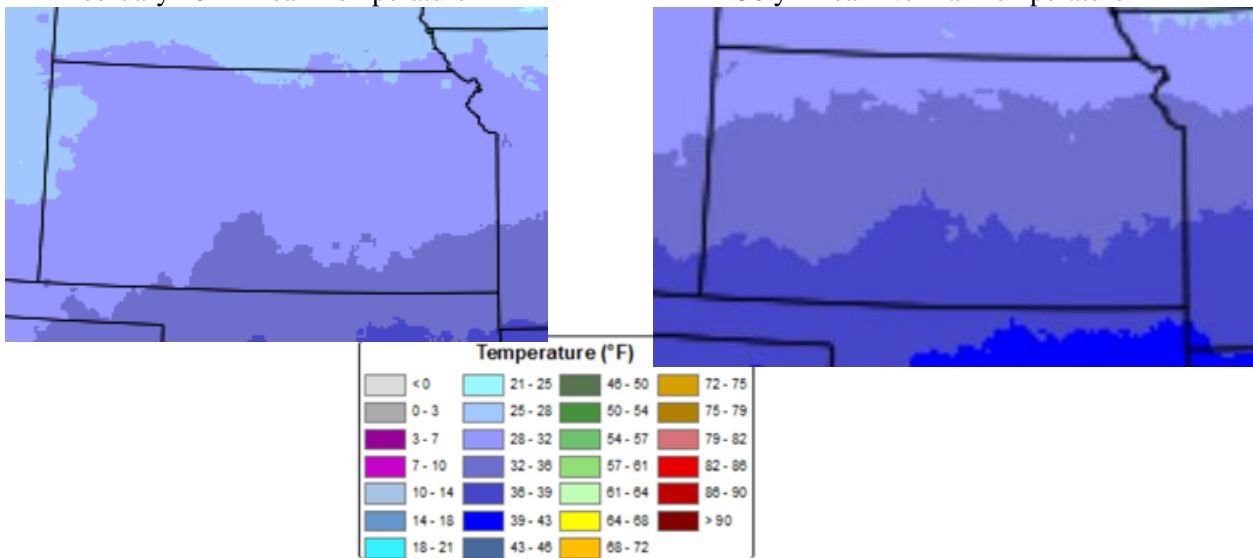 Mean Temperature
Temperature (°F)
< 0
0 - 3
3 - 7
7 - 10
10 - 14
14 - 18
18 - 21
21 - 25
25 - 28
28 - 32
32 - 36
36 - 39
39 - 43
43 - 46
46 - 50
50 - 54
54 - 57
57 - 61
61 - 64
64 - 68
68 - 72
72 - 75
75 - 79
79 - 82
82 - 86
86 - 90
> 90